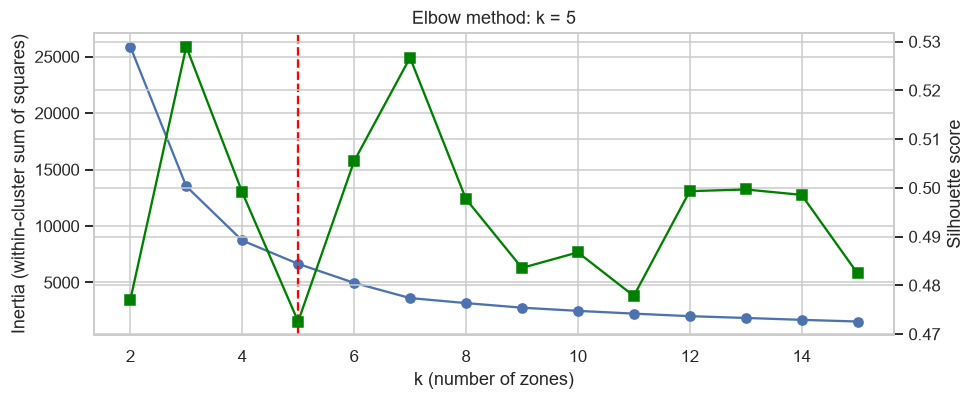 Elbow method: k = 5
Inertia (within-cluster sum of squares)
25000
20000
15000
10000
5000
0.53
0.52
0.51
0.50
0.49
0.48
0.47
Silhouette score
2 4 6 8 10 12 14
k (number of zones)